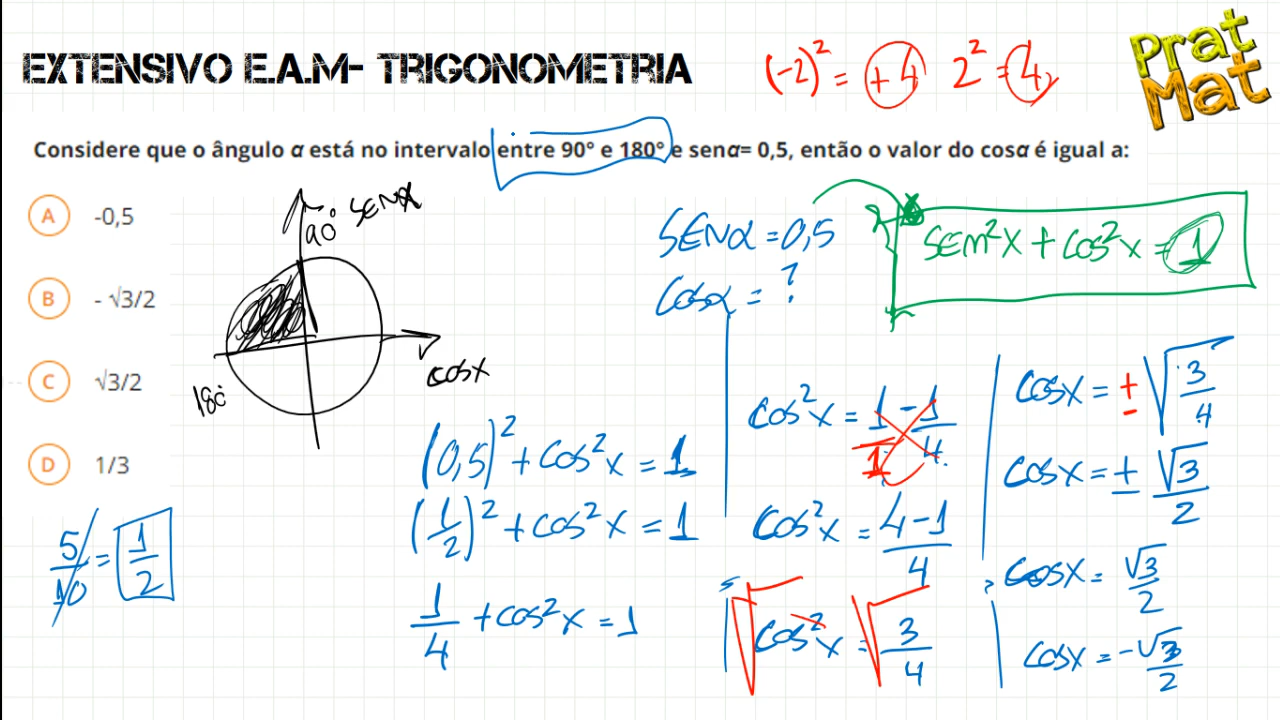 EXTENSIVO E.A.M- TRIGONOMETRIA
(-2)² = +4 2² = 4
Prat
Mat
Considere que o ângulo α está no intervalo entre 90° e 180° e senα= 0,5, então o valor do cosα é igual a:
A -0,5
B - √3/2
C √3/2
D 1/3
90° SENX
COSX
180°
5/10 = 1/2
SENα = 0,5
COSα = ?
SEM²X + COS²X = 1
(0,5)² + COS²X = 1
(1/2)² + COS²X = 1
1/4 + COS²X = 1
COS²X = 1/1 - 1/4
COS²X = 4-1/4
√COS²X = √3/4
COSX = ± √3/4
COSX = ± √3/2
COSX = √3/2
COSX = -√3/2